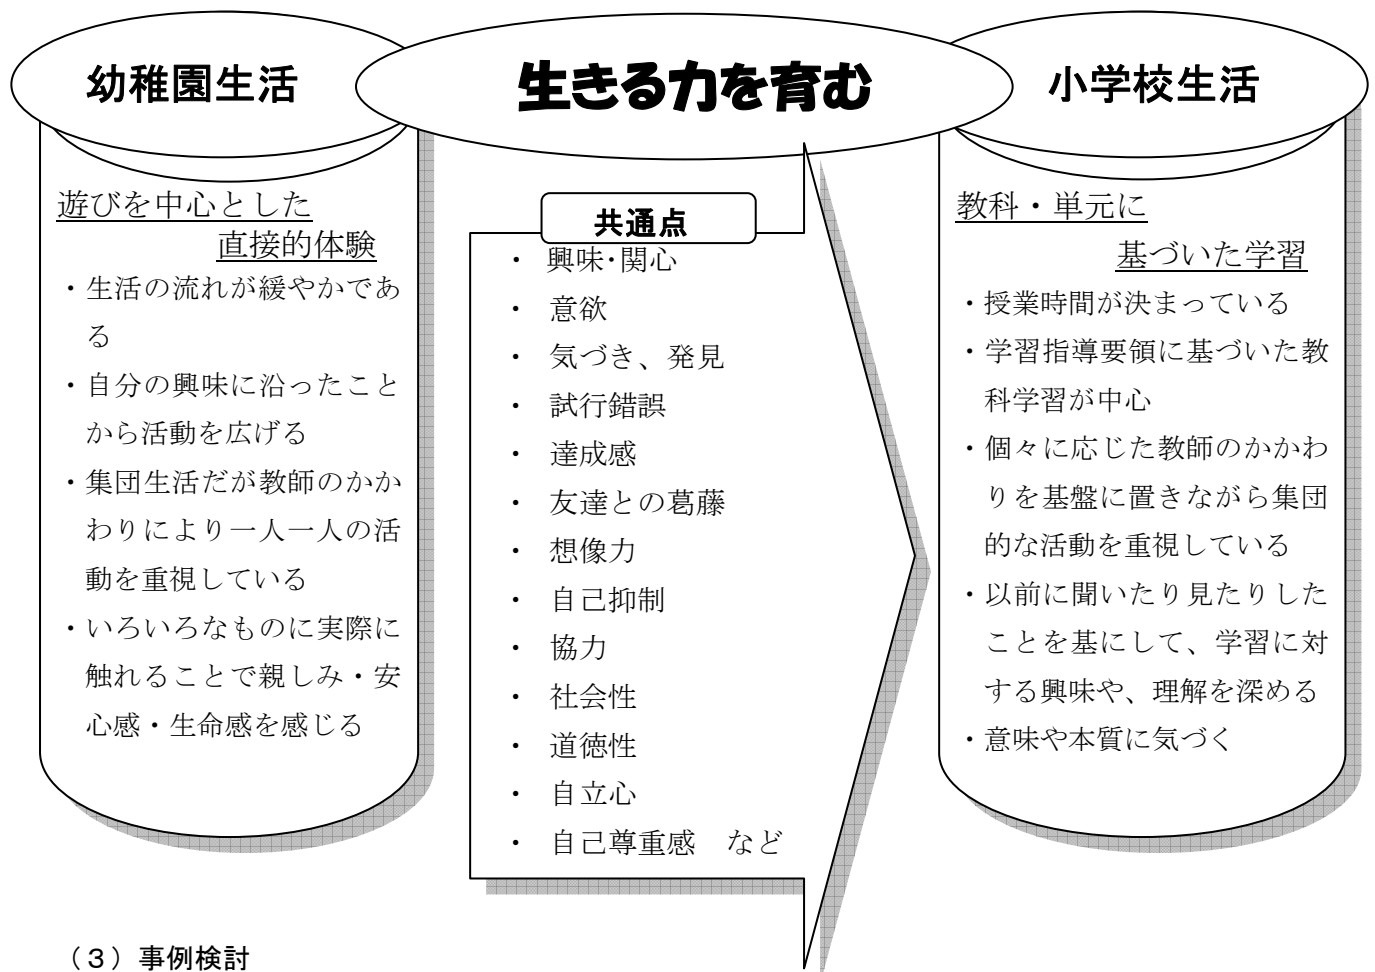 幼稚園生活
生きる力を育む
小学校生活
遊びを中心とした
直接的体験
・生活の流れが緩やかであ
る
・自分の興味に沿ったこと
から活動を広げる
・集団生活だが教師のかか
わりにより一人一人の活
動を重視している
・いろいろなものに実際に
触れることで親しみ・安
心感・生命感を感じる
共通点
・ 興味・関心
・ 意欲
・ 気づき、発見
・ 試行錯誤
・ 達成感
・ 友達との葛藤
・ 想像力
・ 自己抑制
・ 協力
・ 社会性
・ 道徳性
・ 自立心
・ 自己尊重感 など
教科・単元に
基づいた学習
・授業時間が決まっている
・学習指導要領に基づいた教
科学習が中心
・個々に応じた教師のかかわ
りを基盤に置きながら集団
的な活動を重視している
・以前に聞いたり見たりした
ことを基にして、学習に対
する興味や、理解を深める
・意味や本質に気づく
（３）事例検討